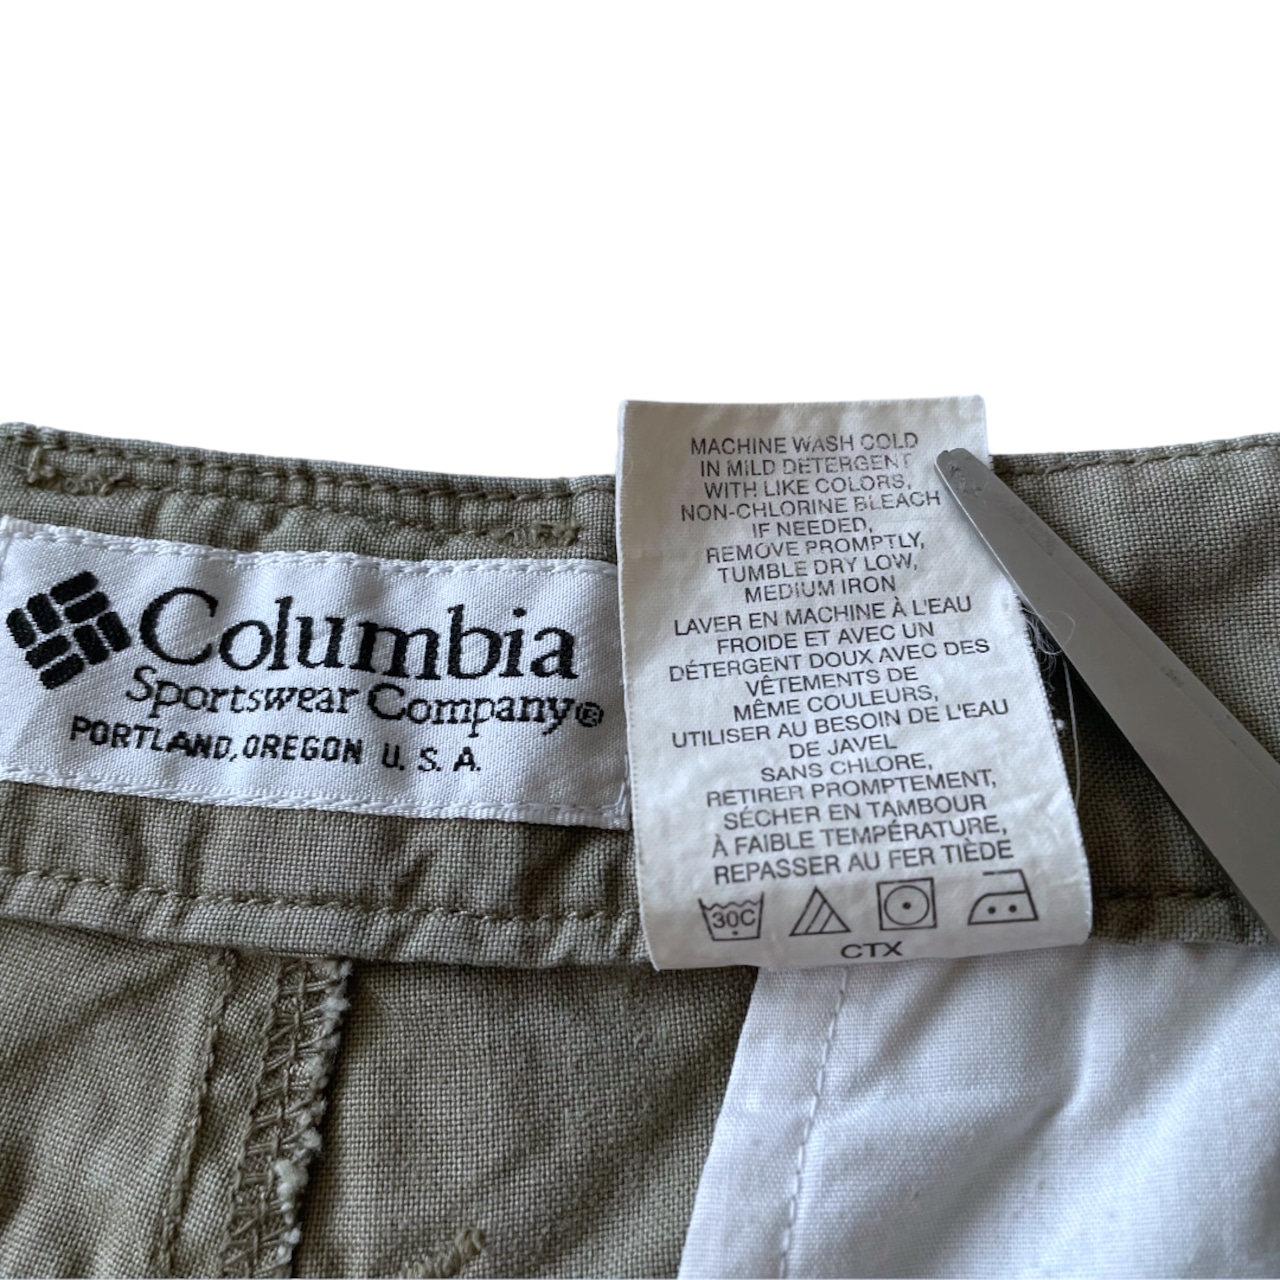 Columbia
Sportswear Company®
PORTLAND, OREGON U. S. A.
MACHINE WASH COLD
IN MILD DETERGENT
WITH LIKE COLORS,
NON-CHLORINE BLEACH
IF NEEDED,
REMOVE PROMPTLY,
TUMBLE DRY LOW,
MEDIUM IRON
LAVER EN MACHINE À L'EAU
FROIDE ET AVEC UN
DÉTERGENT DOUX AVEC DES
VÊTEMENTS DE
MÊME COULEURS,
UTILISER AU BESOIN DE L'EAU
DE JAVEL
SANS CHLORE,
RETIRER PROMPTEMENT,
SÉCHER EN TAMBOUR
À FAIBLE TEMPÉRATURE,
REPASSER AU FER TIÈDE
30C
CTX